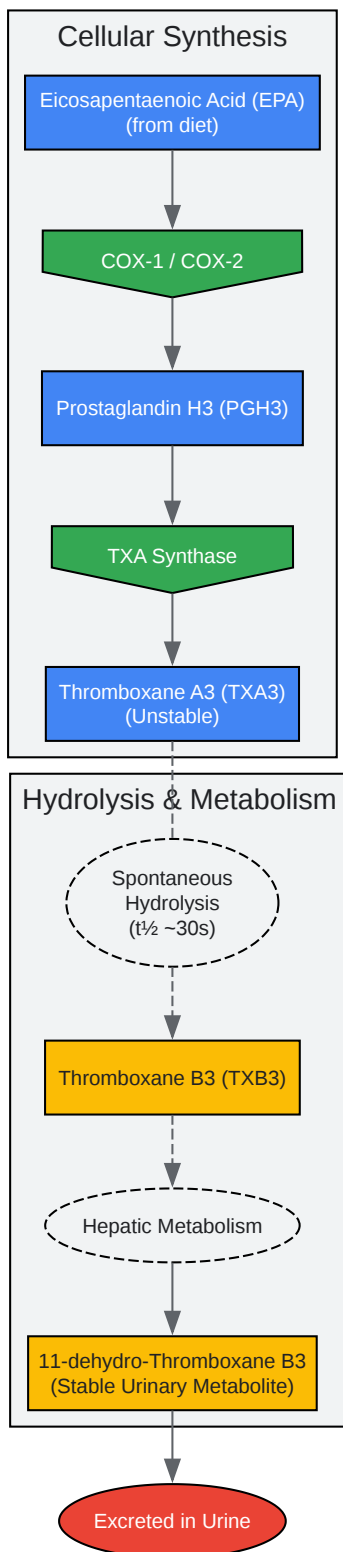 Cellular Synthesis
Eicosapentaenoic Acid (EPA)
(from diet)
COX-1 / COX-2
Prostaglandin H3 (PGH3)
TXA Synthase
Thromboxane A3 (TXA3)
(Unstable)
Hydrolysis & Metabolism
Spontaneous
Hydrolysis
(t½ ~30s)
Thromboxane B3 (TXB3)
Hepatic Metabolism
11-dehydro-Thromboxane B3
(Stable Urinary Metabolite)
Excreted in Urine